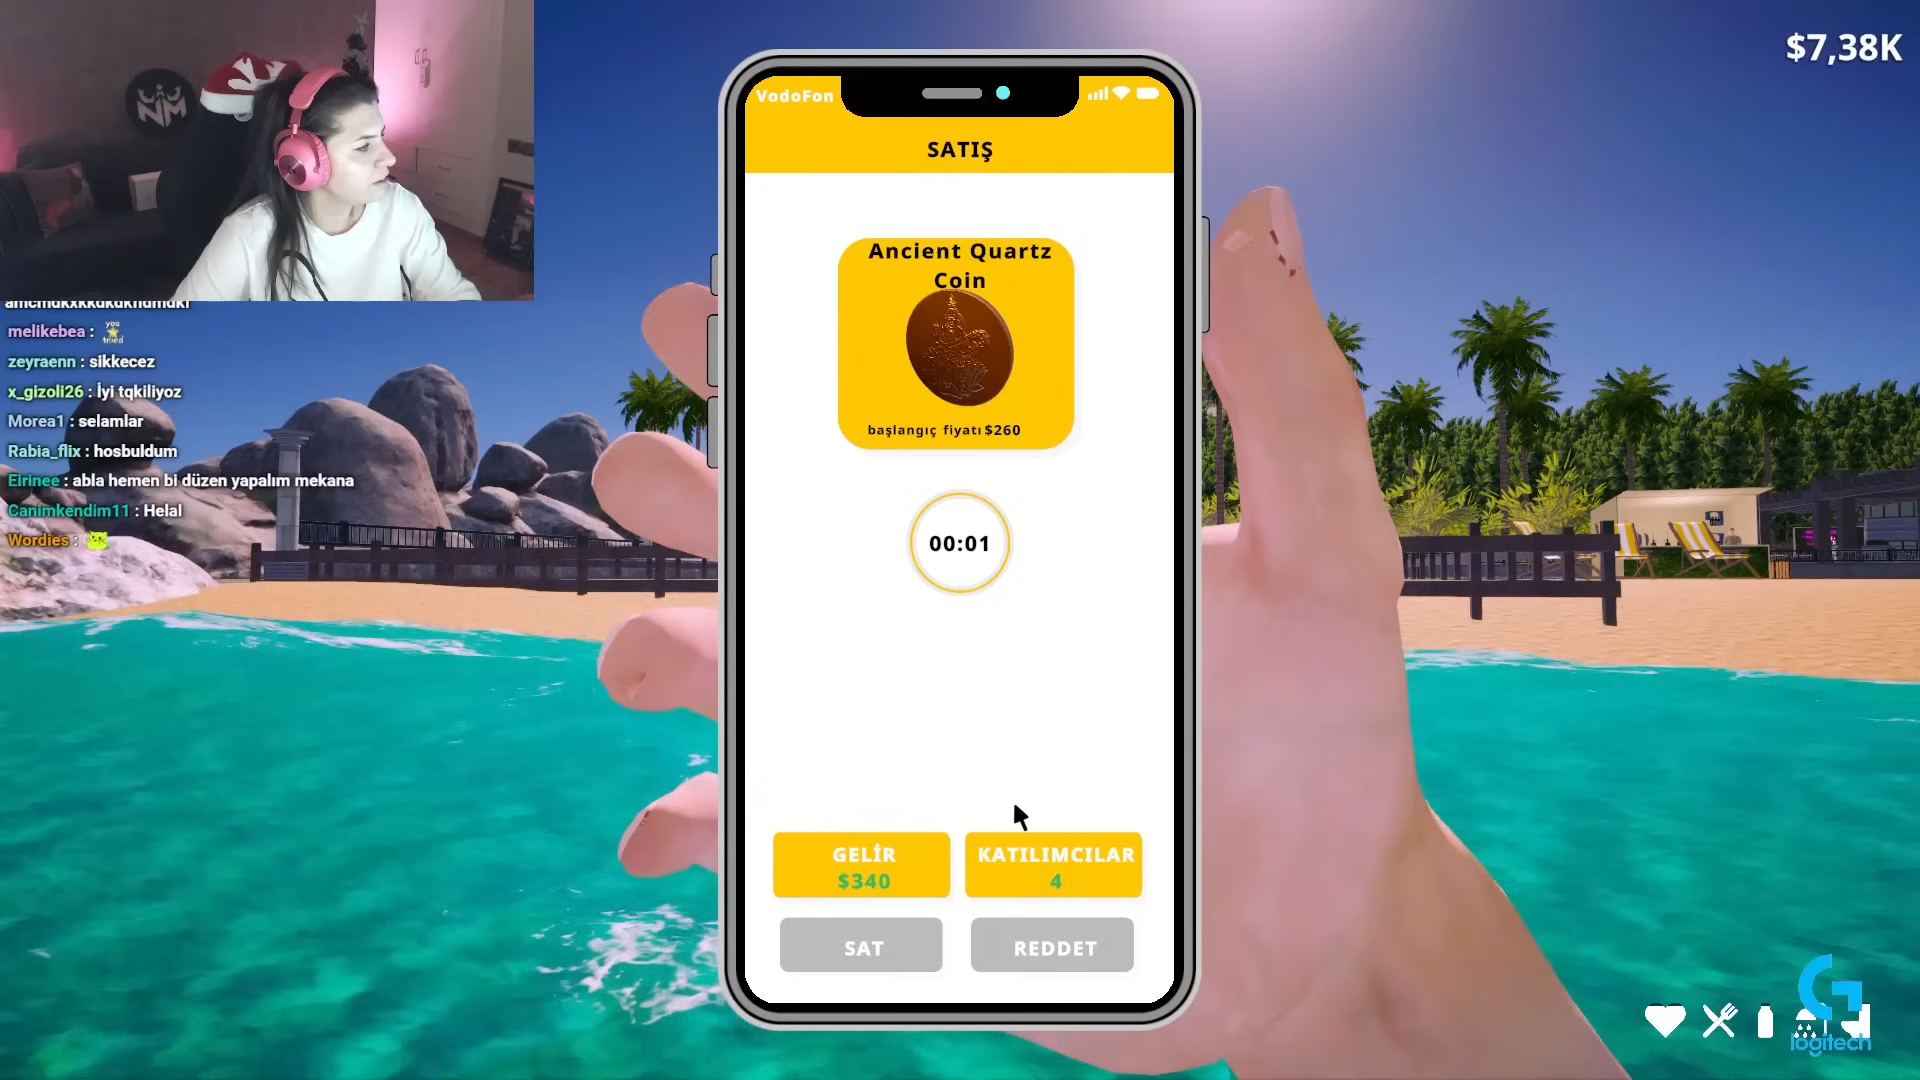 $7,38K
VodoFon
SATIŞ
Ancient Quartz
Coin
başlangıç fiyatı $260
00:01
GELİR
$340
KATILIMCILAR
4
SAT
REDDET
melikebea :
zeyraenn : sikkecez
x_gizoli26 : İyi tqkiliyoz
Morea1 : selamlar
Rabia_flix : hosbuldum
Eirinee : abla hemen bi düzen yapalım mekana
Canimkendim11 : Helal
Wordies :
NM
logitech